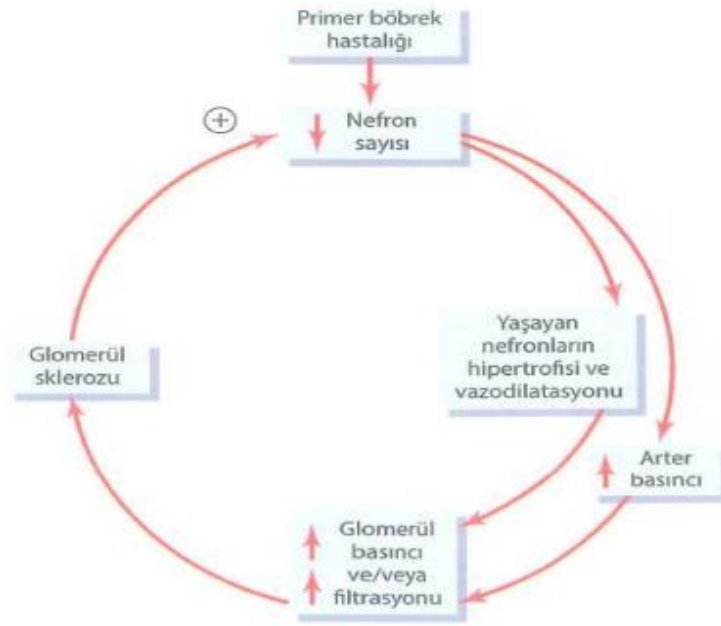 Primer böbrek
hastalığı
+
Nefron
sayısı
Yaşayan
nefronların
hipertrofisi ve
vazodilatasyonu
Glomerül
sklerozu
Arter
basıncı
Glomerül
basıncı
ve/veya
filtrasyonu